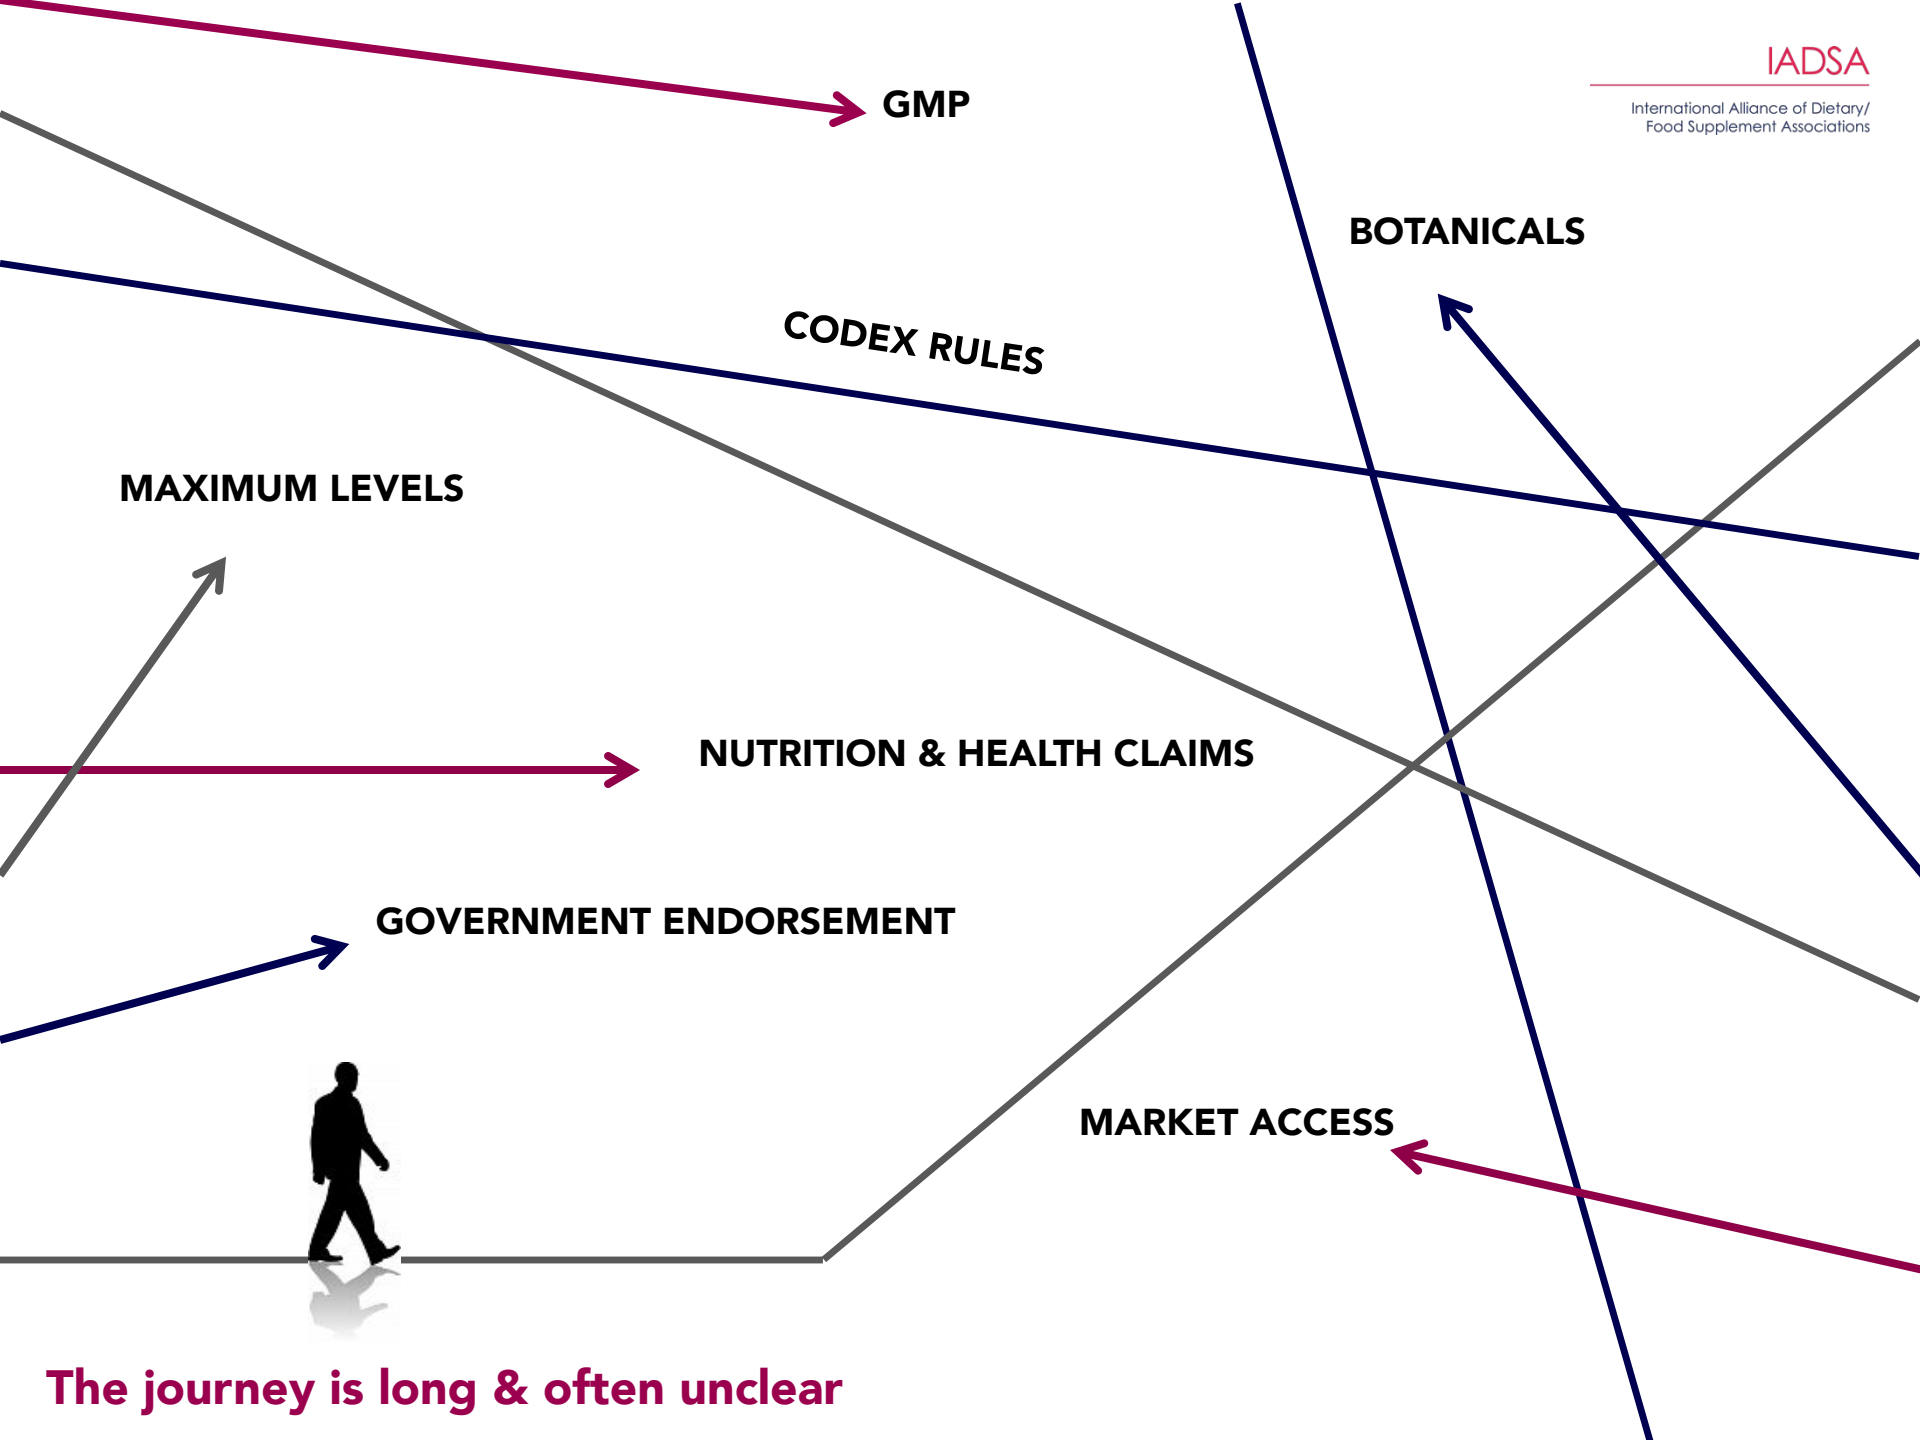 GMP
IADSA
International Alliance of Dietary/
Food Supplement Associations
BOTANICALS
CODEX RULES
MAXIMUM LEVELS
NUTRITION & HEALTH CLAIMS
GOVERNMENT ENDORSEMENT
MARKET ACCESS
The journey is long & often unclear